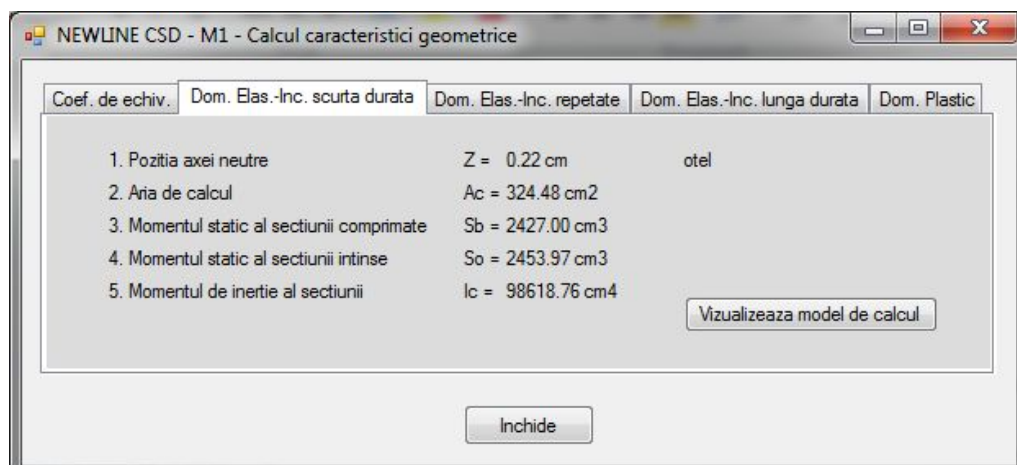 NEWLINE CSD - M1 - Calcul caracteristici geometrice
Coef. de echiv. Dom. Elas.-Inc. scurta durata Dom. Elas.-Inc. repetate Dom. Elas.-Inc. lunga durata Dom. Plastic
1. Pozitia axei neutre Z = 0.22 cm otel
2. Aria de calcul Ac = 324.48 cm2
3. Momentul static al sectiunii comprimate Sb = 2427.00 cm3
4. Momentul static al sectiunii intinse So = 2453.97 cm3
5. Momentul de inertie al sectiunii Ic = 98618.76 cm4
Vizualizeaza model de calcul
Inchide